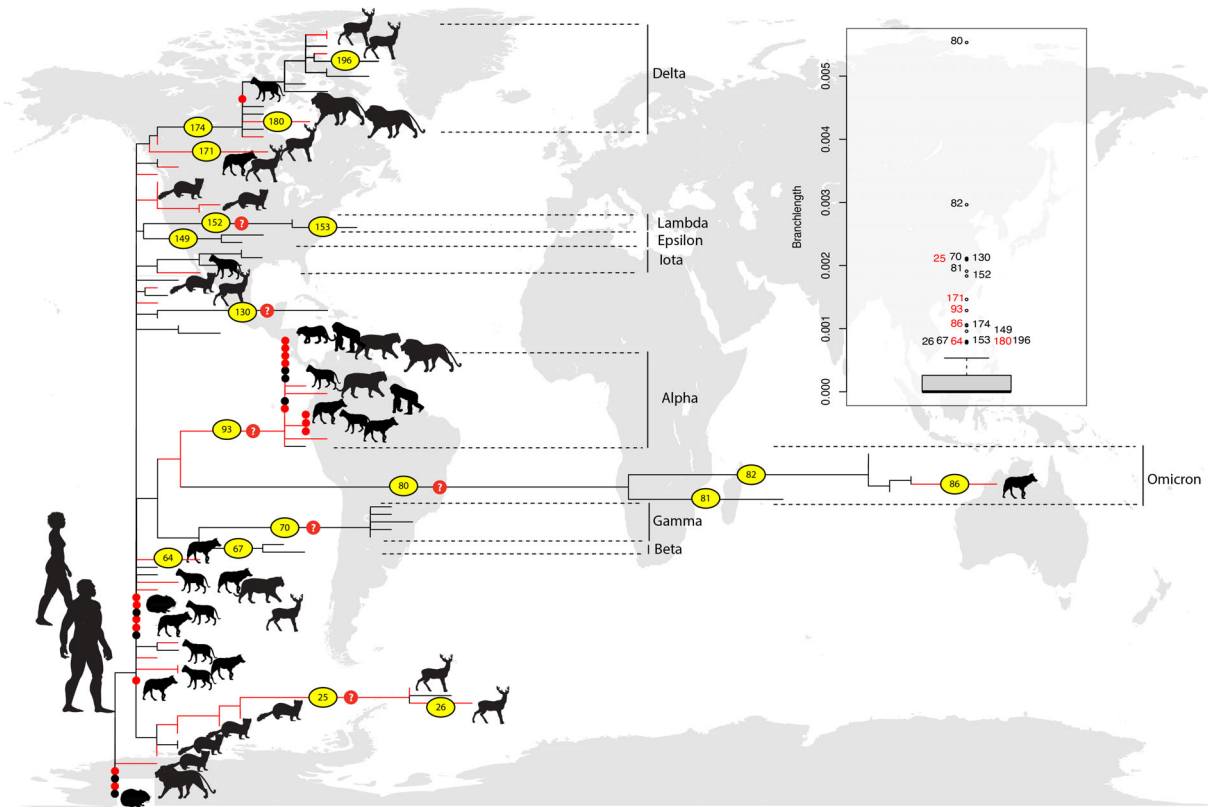 196
Delta
174
180
171
152 ? 153
Lambda
149
Epsilon
Iota
130 ?
Alpha
93 ?
80 ?
82
81
86
Omicron
70 ?
Gamma
67
Beta
64
25 ?
26
Branchlength
0.005
0.004
0.003
0.002
0.001
0.000
80
82
25 70 130
81
152
171
93
86 174
149
26 67 64 153 180 196